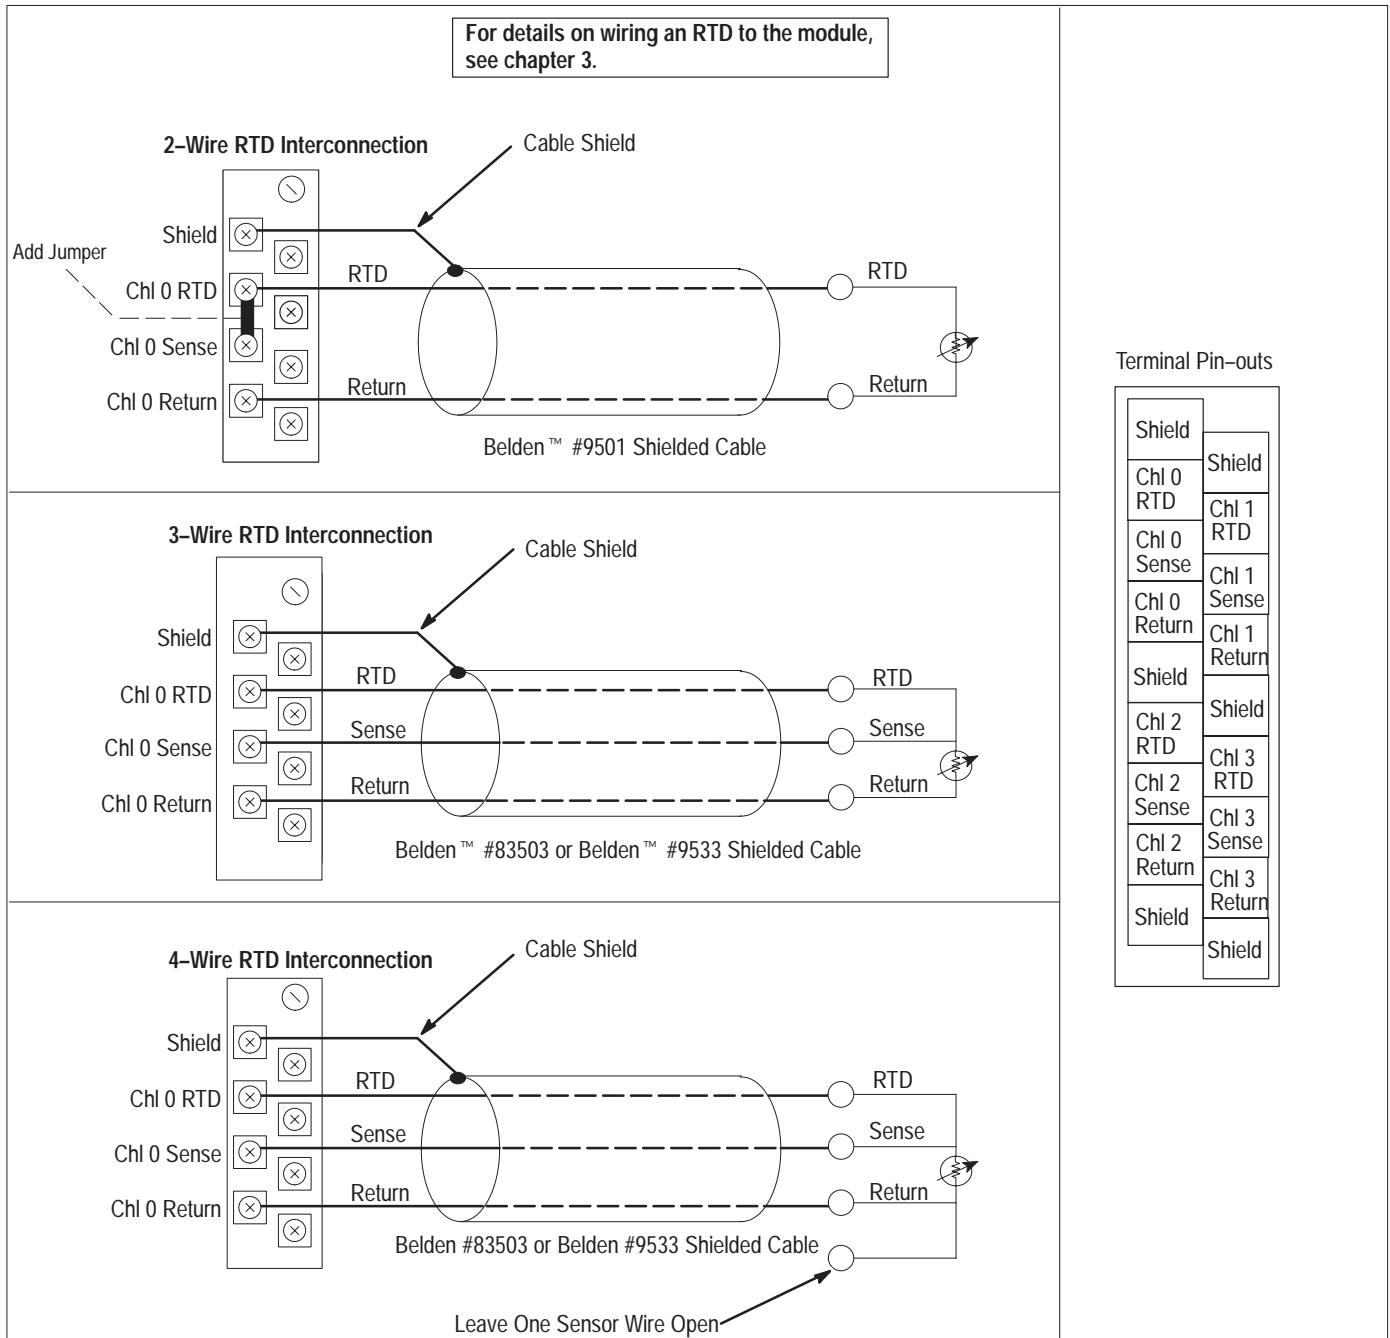 For details on wiring an RTD to the module,
see chapter 3.
2–Wire RTD Interconnection
Cable Shield
Shield
Add Jumper
RTD
RTD
Chl 0 RTD
Chl 0 Sense
Chl 0 Return
Return
Return
Belden™ #9501 Shielded Cable
3–Wire RTD Interconnection
Cable Shield
Shield
RTD
RTD
Chl 0 RTD
Sense
Sense
Chl 0 Sense
Return
Return
Chl 0 Return
Belden™ #83503 or Belden™ #9533 Shielded Cable
4–Wire RTD Interconnection
Cable Shield
Shield
RTD
RTD
Chl 0 RTD
Sense
Sense
Chl 0 Sense
Return
Return
Chl 0 Return
Belden #83503 or Belden #9533 Shielded Cable
Leave One Sensor Wire Open
Terminal Pin–outs
Shield
Chl 0
RTD
Chl 0
Sense
Chl 0
Return
Shield
Chl 2
RTD
Chl 2
Sense
Chl 2
Return
Shield
Shield
Chl 1
RTD
Chl 1
Sense
Chl 1
Return
Shield
Chl 3
RTD
Chl 3
Sense
Chl 3
Return
Shield